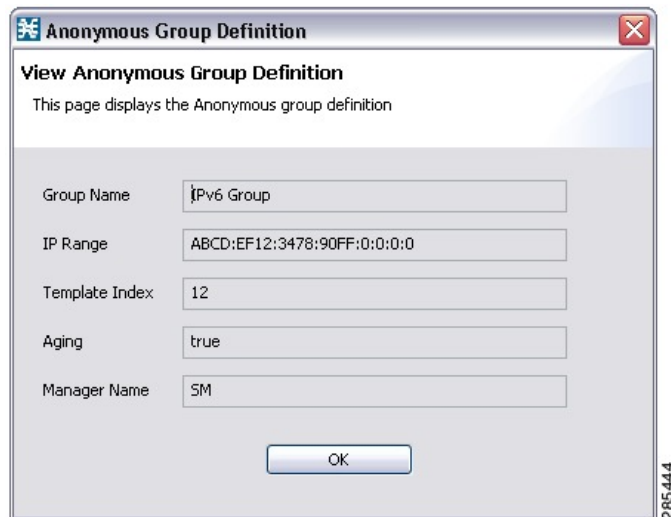 Anonymous Group Definition
View Anonymous Group Definition
This page displays the Anonymous group definition
Group Name IPv6 Group
IP Range ABCD:EF12:3478:90FF:0:0:0:0
Template Index 12
Aging true
Manager Name SM
OK
285444